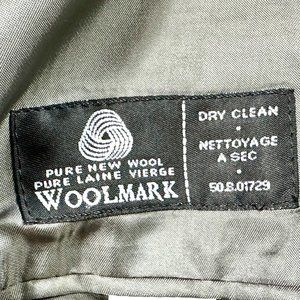 PURE NEW WOOL
PURE LAINE VIERGE
WOOLMARK
DRY CLEAN
•
NETTOYAGE
A SEC
•
50.8.01729